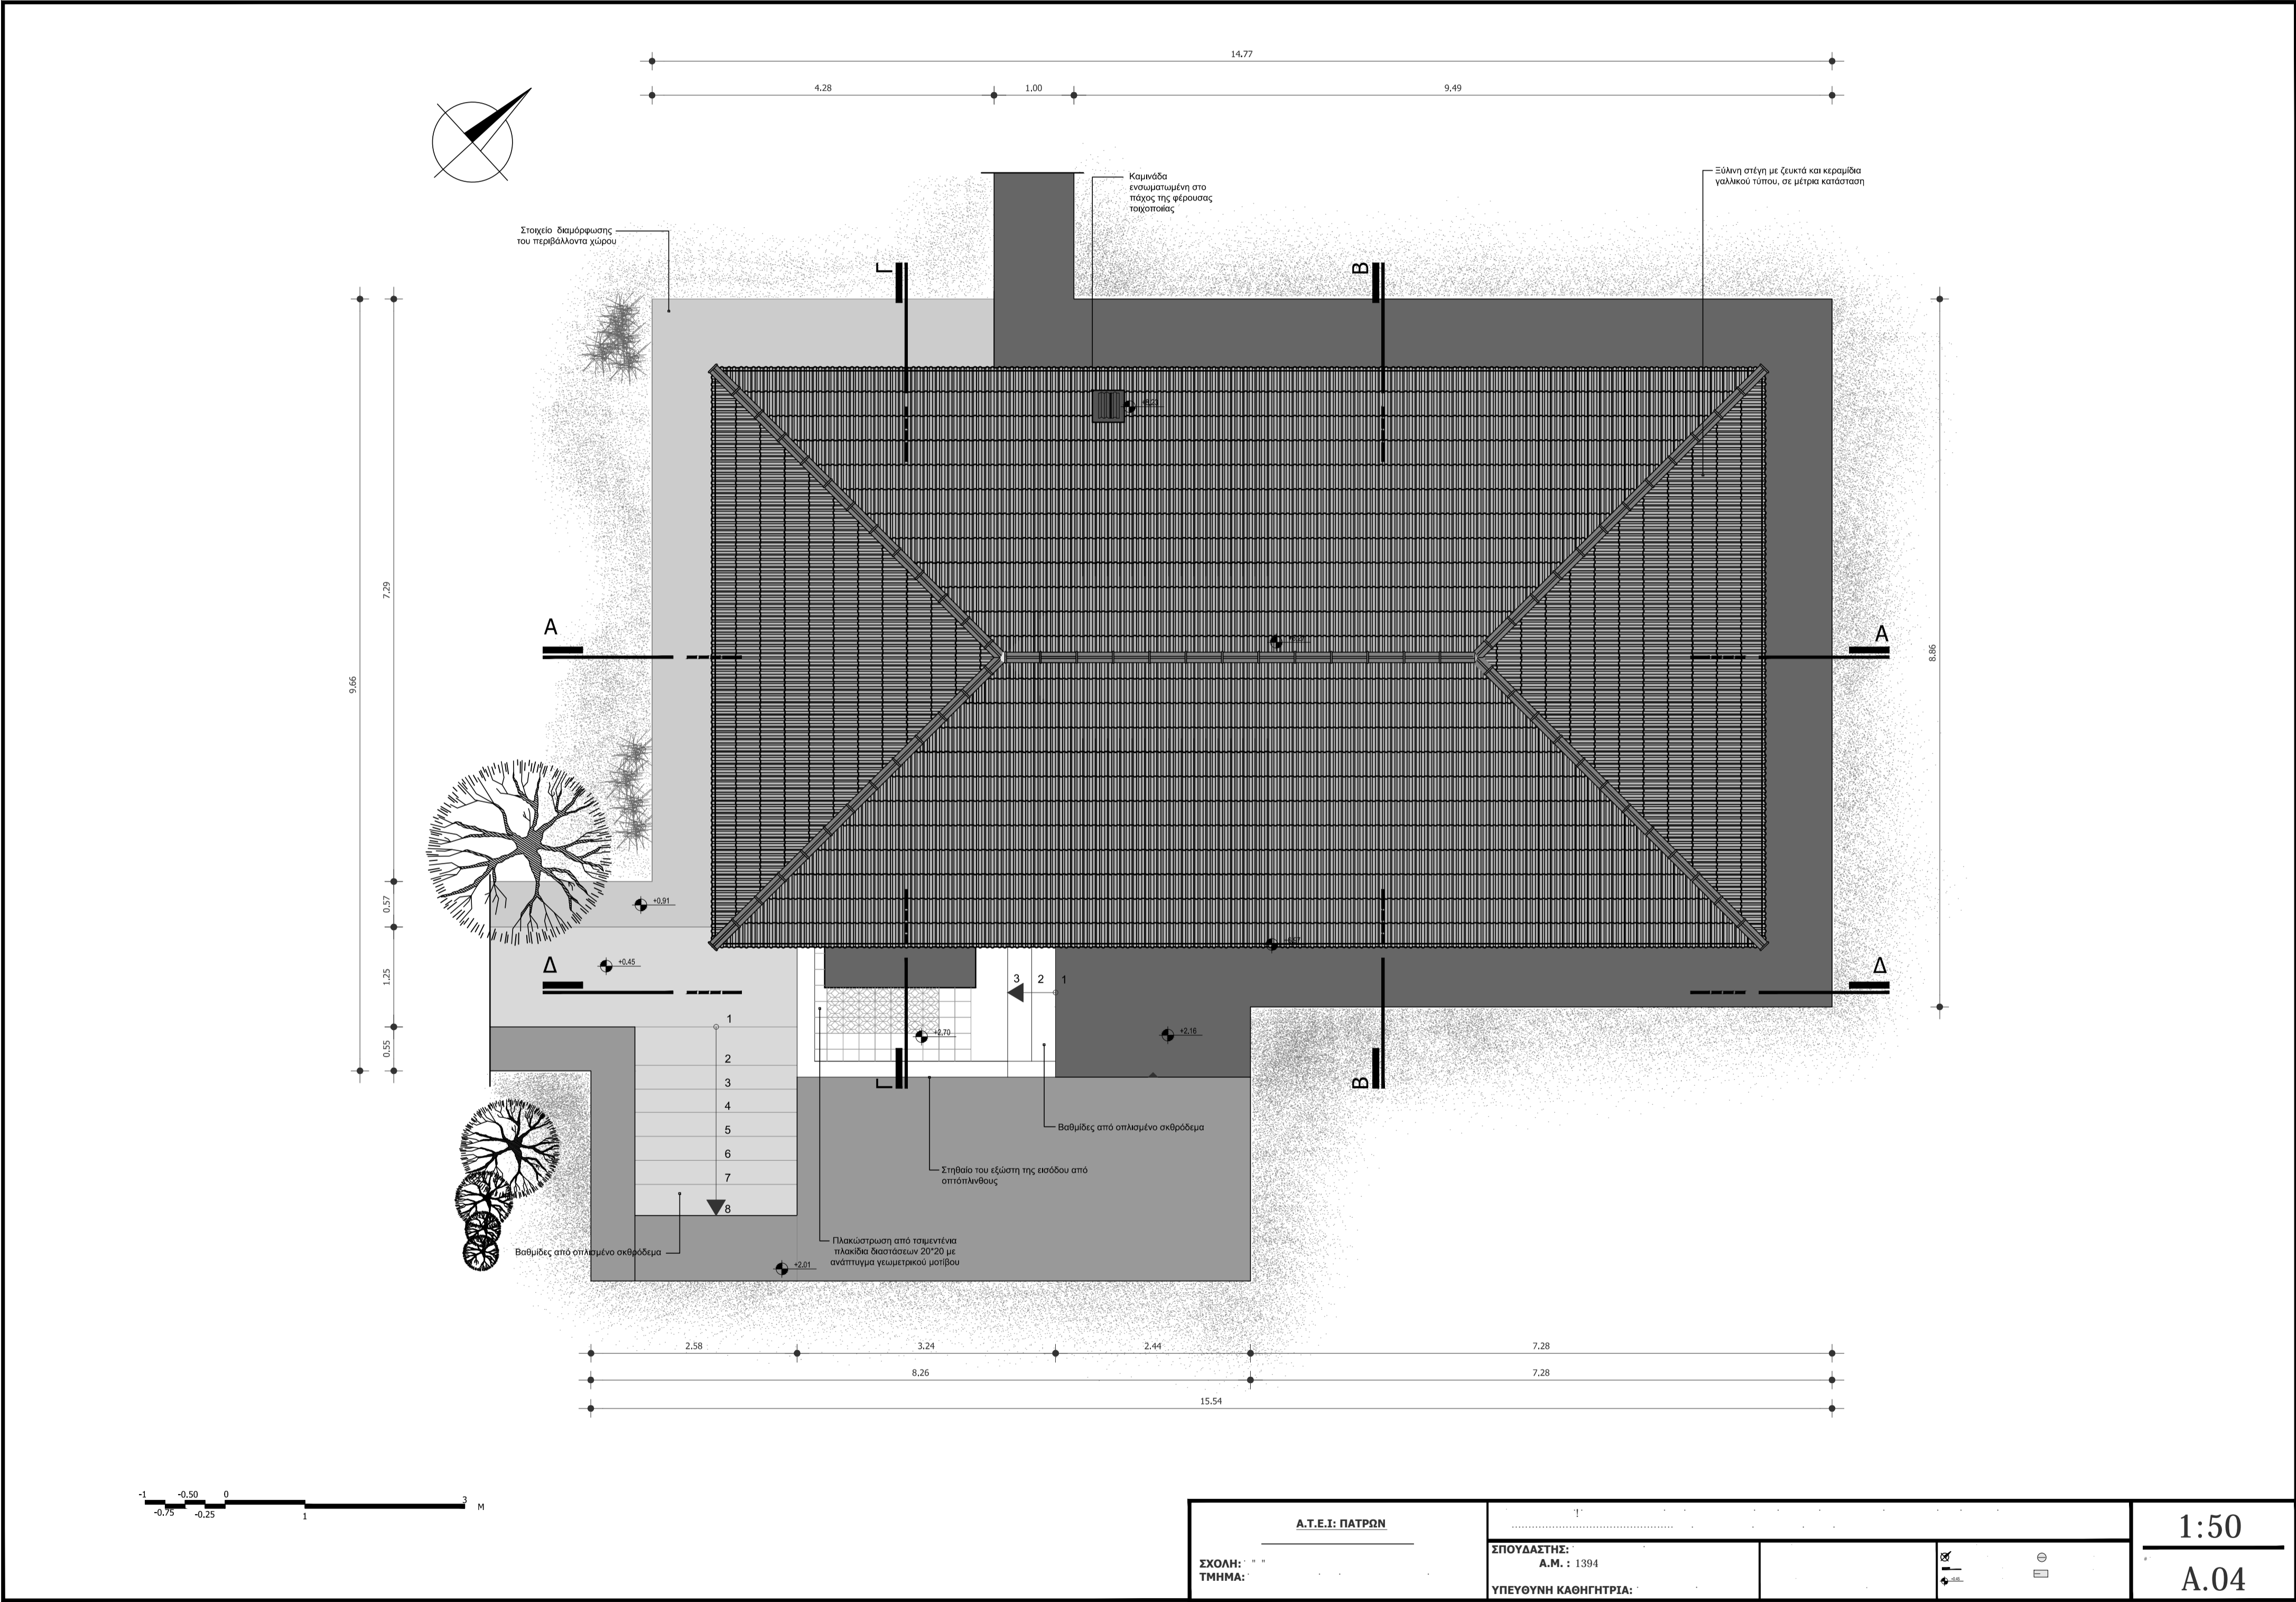 14.77
4.28
1.00
9.49
Καμινάδα
ενσωματωμένη στο
πάχος της φέρουσας
τοιχοποιίας
Ξύλινη στέγη με ζευκτά και κεραμίδια
γαλλικού τύπου, σε μέτρια κατάσταση
Στοιχείο διαμόρφωσης
του περιβάλλοντα χώρου
Γ
Β
7.29
Α
Α
9.66
8.86
0.57
+0,91
Δ
+0,45
Δ
1.25
3 2 1
1
+2,70
+2,16
0.55
2
Γ
Β
3
4
5
6
7
8
Βαθμίδες από οπλισμένο σκθρόδεμα
Στηθαίο του εξώστη της εισόδου από
οπτόπλινθους
Βαθμίδες από οπλισμένο σκθρόδεμα
Πλακώστρωση από τσιμεντένια
πλακίδια διαστάσεων 20*20 με
ανάπτυγμα γεωμετρικού μοτίβου
+2,01
2.58
3.24
2.44
7.28
8.26
7.28
15.54
-1 -0.50 0 3
-0.75 -0.25 1 M
Α.Τ.Ε.Ι: ΠΑΤΡΩΝ
ΣΧΟΛΗ: " "
ΤΜΗΜΑ:
ΣΠΟΥΔΑΣΤΗΣ:
Α.Μ. : 1394
ΥΠΕΥΘΥΝΗ ΚΑΘΗΓΗΤΡΙΑ:
1:50
Α.04